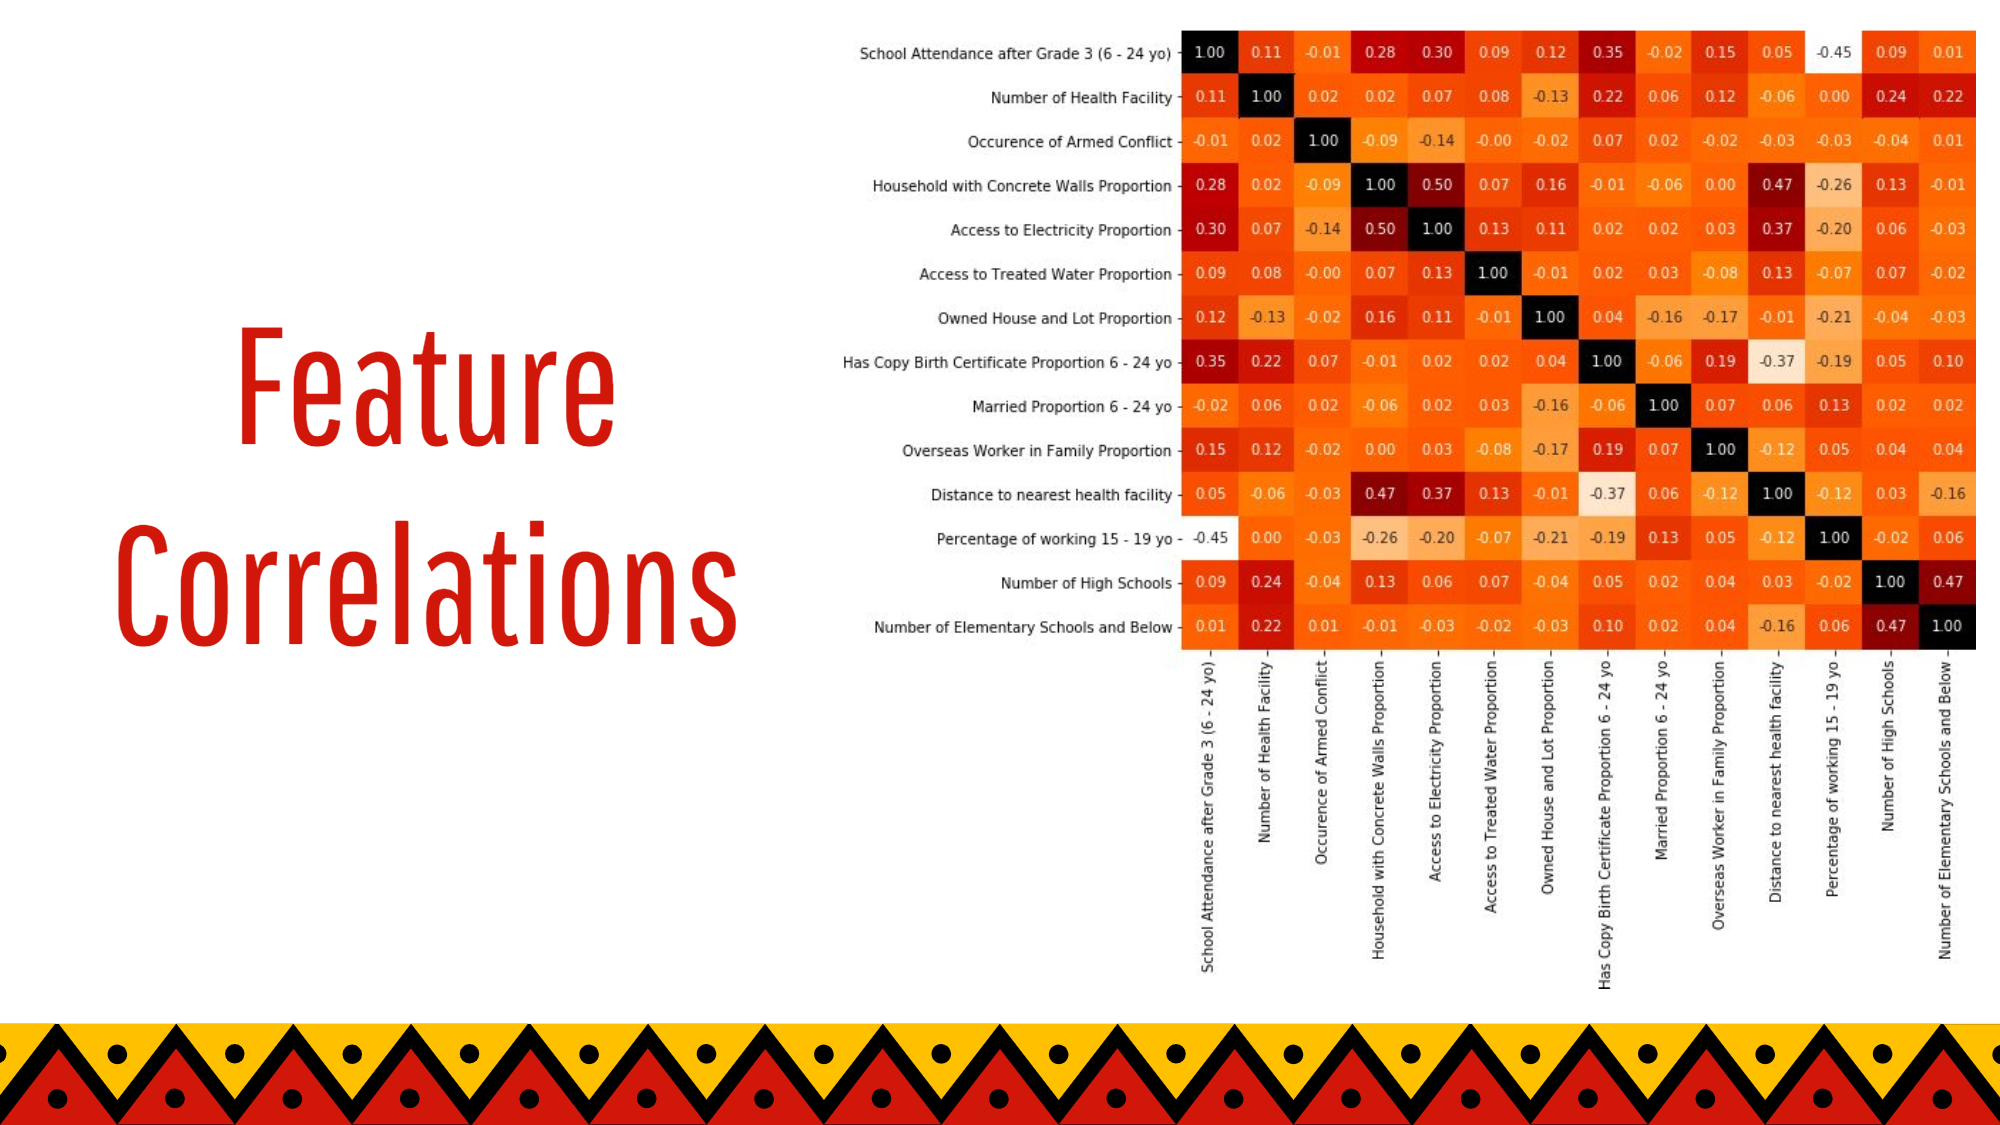 Feature
Correlations
School Attendance after Grade 3 (6 - 24 yo) 1.00 0.11 -0.01 0.28 0.30 0.09 0.12 0.35 -0.02 0.15 0.05 -0.45 0.09 0.01
Number of Health Facility 0.11 1.00 0.02 0.02 0.07 0.08 -0.13 0.22 0.06 0.12 -0.06 0.00 0.24 0.22
Occurence of Armed Conflict -0.01 0.02 1.00 -0.09 -0.14 -0.00 -0.02 0.07 0.02 -0.02 -0.03 -0.03 -0.04 0.01
Household with Concrete Walls Proportion 0.28 0.02 -0.09 1.00 0.50 0.07 0.16 -0.01 -0.06 0.00 0.47 -0.26 0.13 -0.01
Access to Electricity Proportion 0.30 0.07 -0.14 0.50 1.00 0.13 0.11 0.02 0.02 0.03 0.37 -0.20 0.06 -0.03
Access to Treated Water Proportion 0.09 0.08 -0.00 0.07 0.13 1.00 -0.01 0.02 0.03 -0.08 0.13 -0.07 0.07 -0.02
Owned House and Lot Proportion 0.12 -0.13 -0.02 0.16 0.11 -0.01 1.00 0.04 -0.16 -0.17 -0.01 -0.21 -0.04 -0.03
Has Copy Birth Certificate Proportion 6 - 24 yo 0.35 0.22 0.07 -0.01 0.02 0.02 0.04 1.00 -0.06 0.19 -0.37 -0.19 0.05 0.10
Married Proportion 6 - 24 yo -0.02 0.06 0.02 -0.06 0.02 0.03 -0.16 -0.06 1.00 0.07 0.06 0.13 0.02 0.02
Overseas Worker in Family Proportion 0.15 0.12 -0.02 0.00 0.03 -0.08 -0.17 0.19 0.07 1.00 -0.12 0.05 0.04 0.04
Distance to nearest health facility 0.05 -0.06 -0.03 0.47 0.37 0.13 -0.01 -0.37 0.06 -0.12 1.00 -0.12 0.03 -0.16
Percentage of working 15 - 19 yo -0.45 0.00 -0.03 -0.26 -0.20 -0.07 -0.21 -0.19 0.13 0.05 -0.12 1.00 -0.02 0.06
Number of High Schools 0.09 0.24 -0.04 0.13 0.06 0.07 -0.04 0.05 0.02 0.04 0.03 -0.02 1.00 0.47
Number of Elementary Schools and Below 0.01 0.22 0.01 -0.01 -0.03 -0.02 -0.03 0.10 0.02 0.04 -0.16 0.06 0.47 1.00
School Attendance after Grade 3 (6 - 24 yo)
Number of Health Facility
Occurence of Armed Conflict
Household with Concrete Walls Proportion
Access to Electricity Proportion
Access to Treated Water Proportion
Owned House and Lot Proportion
Has Copy Birth Certificate Proportion 6 - 24 yo
Married Proportion 6 - 24 yo
Overseas Worker in Family Proportion
Distance to nearest health facility
Percentage of working 15 - 19 yo
Number of High Schools
Number of Elementary Schools and Below